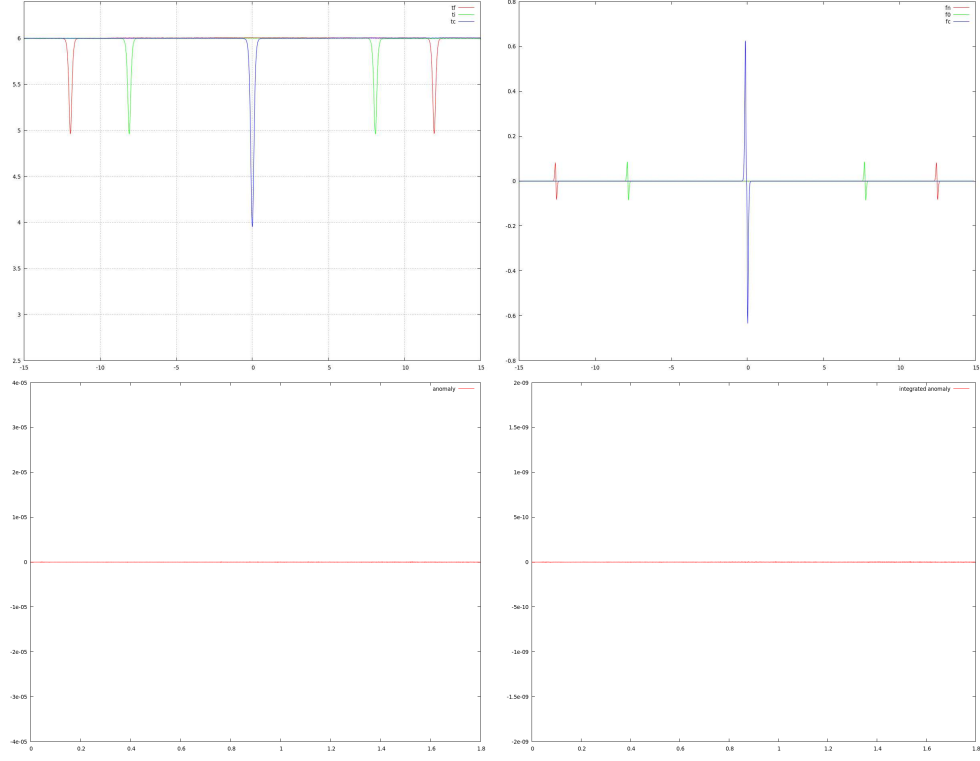 6
5.5
5
4.5
4
3.5
3
2.5
-15
-10
-5
0
5
10
15
tf
ti
tc
0.8
0.6
0.4
0.2
0
-0.2
-0.4
-0.6
-0.8
-15
-10
-5
0
5
10
15
fn
f0
fc
4e-05
3e-05
2e-05
1e-05
0
-1e-05
-2e-05
-3e-05
-4e-05
0
0.2
0.4
0.6
0.8
1
1.2
1.4
1.6
1.8
anomaly
2e-09
1.5e-09
1e-09
5e-10
0
-5e-10
-1e-09
-1.5e-09
-2e-09
0
0.2
0.4
0.6
0.8
1
1.2
1.4
1.6
1.8
integrated anomaly